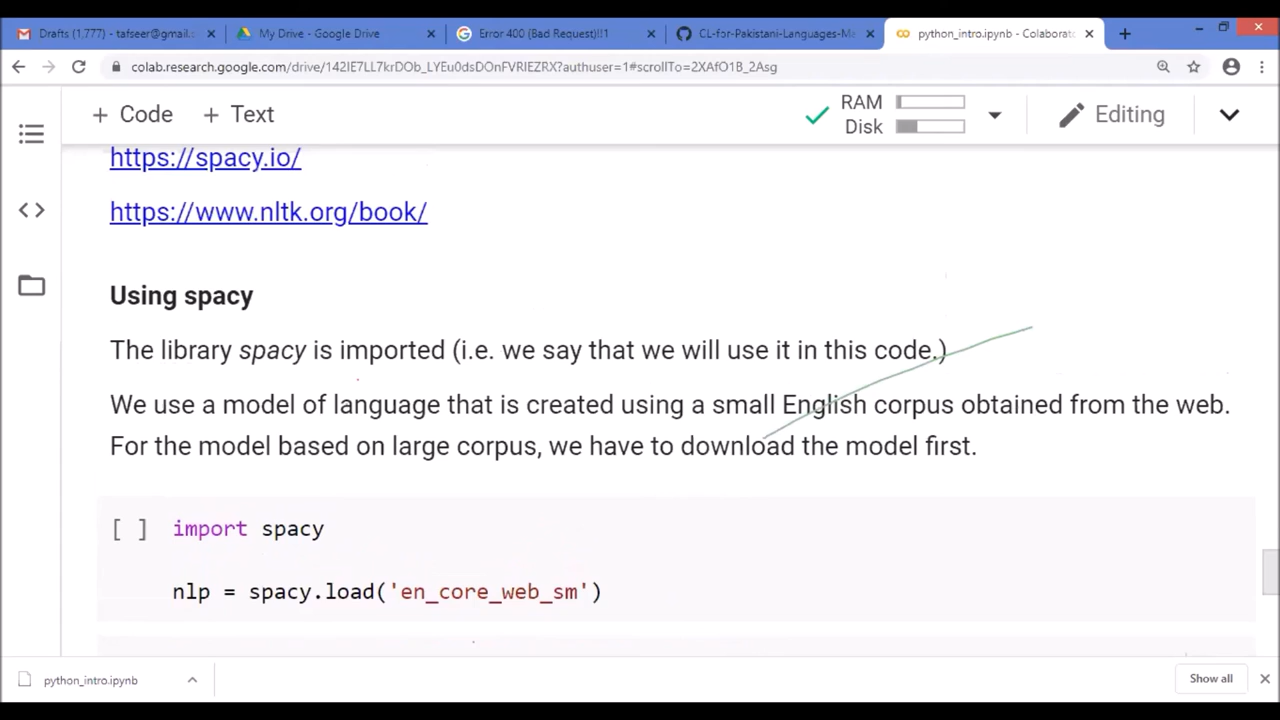 Drafts (1,777) - tafseer@gmail.
My Drive - Google Drive
Error 400 (Bad Request)!!1
CL-for-Pakistani-Languages-Ma
python_intro.ipynb - Colaborato
colab.research.google.com/drive/142IE7LL7krDOb_LYEu0dsDOnFVRIEZRX?authuser=1#scrollTo=2XAfO1B_2Asg
+ Code + Text
RAM
Disk
Editing
https://spacy.io/
https://www.nltk.org/book/
Using spacy
The library spacy is imported (i.e. we say that we will use it in this code.)
We use a model of language that is created using a small English corpus obtained from the web.
For the model based on large corpus, we have to download the model first.
[ ] import spacy
nlp = spacy.load('en_core_web_sm')
python_intro.ipynb
Show all